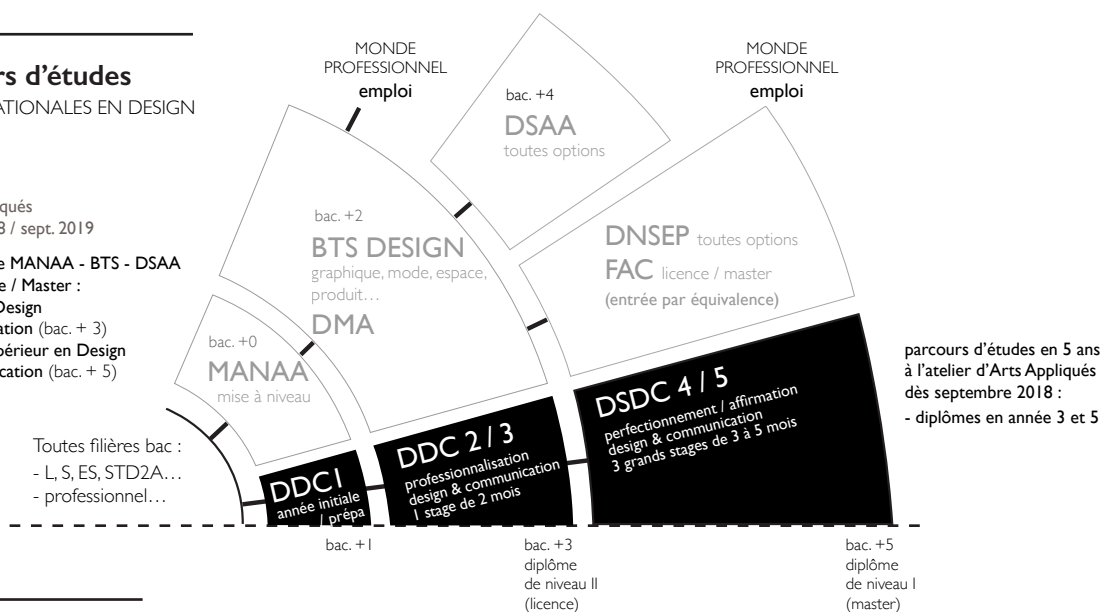 rs d’études
ATIONALES EN DESIGN
qués
8 / sept. 2019
e MANAA - BTS - DSAA
e / Master :
Design
ation (bac. + 3)
périeur en Design
cation (bac. + 5)
Toutes filières bac :
- L, S, ES, STD2A…
- professionnel…
bac. +0
MANAA
mise à niveau
bac. +2
BTS DESIGN
graphique, mode, espace,
produit…
DMA
MONDE
PROFESSIONNEL
emploi
bac. +4
DSAA
toutes options
MONDE
PROFESSIONNEL
emploi
DNSEP toutes options
FAC licence / master
(entrée par équivalence)
DDC1
année initiale
/ prépa
DDC 2 / 3
professionnalisation
design & communication
1 stage de 2 mois
DSDC 4 / 5
perfectionnement / affirmation
design & communication
3 grands stages de 3 à 5 mois
parcours d’études en 5 ans
à l’atelier d’Arts Appliqués
dès septembre 2018 :
- diplômes en année 3 et 5
bac. +1
bac. +3
diplôme
de niveau II
(licence)
bac. +5
diplôme
de niveau I
(master)